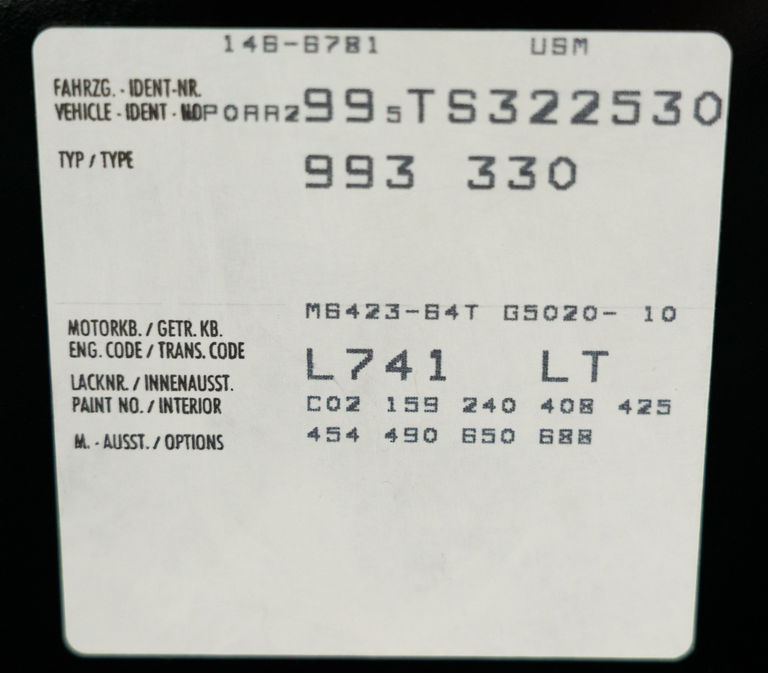 146-6781 USM
FAHRZG. - IDENT-NR.
VEHICLE - IDENT - NO POAA2995TS322530
TYP / TYPE 993 330
M6423-64T G5020- 10
MOTORKB. / GETR. KB.
ENG. CODE / TRANS. CODE
L741 LT
LACKNR. / INNENAUSST.
PAINT NO. / INTERIOR
C02 159 240 408 425
M. - AUSST. / OPTIONS
454 490 650 688